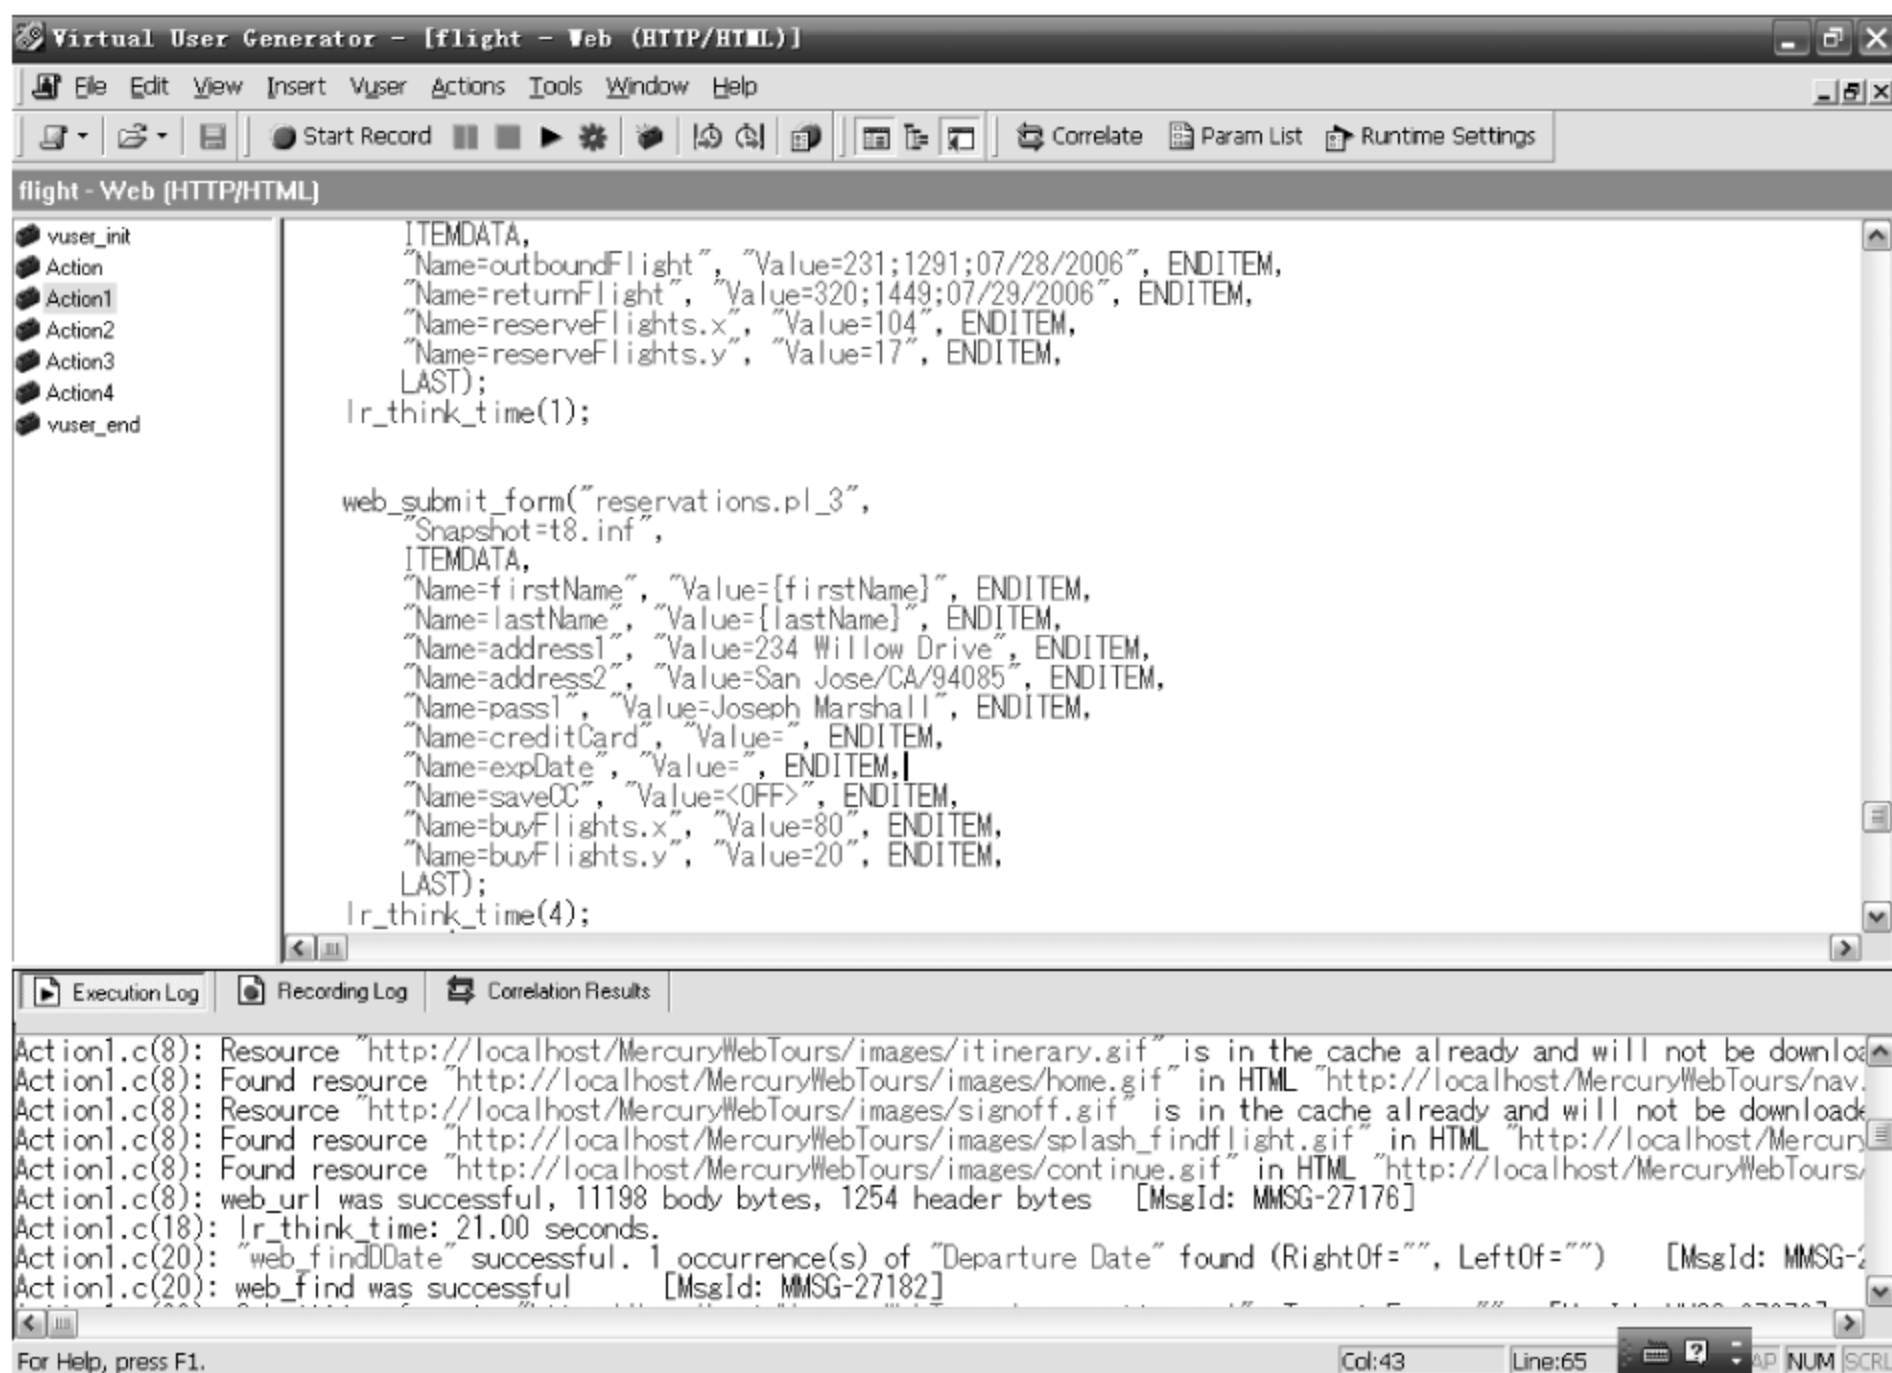 Virtual User Generator - [flight - Web (HTTP/HTML)]
File Edit View Insert Vuser Actions Tools Window Help
Start Record Correlate Param List Runtime Settings
flight - Web (HTTP/HTML)
vuser_init
Action
Action1
Action2
Action3
Action4
vuser_end
ITEMDATA,
"Name=outboundFlight", "Value=231;1291;07/28/2006", ENDITEM,
"Name=returnFlight", "Value=320;1449;07/29/2006", ENDITEM,
"Name=reserveFlights.x", "Value=104", ENDITEM,
"Name=reserveFlights.y", "Value=17", ENDITEM,
LAST);
lr_think_time(1);
web_submit_form("reservations.pl_3",
"Snapshot=t8.inf",
ITEMDATA,
"Name=firstName", "Value={firstName}", ENDITEM,
"Name=lastName", "Value={lastName}", ENDITEM,
"Name=address1", "Value=234 Willow Drive", ENDITEM,
"Name=address2", "Value=San Jose/CA/94085", ENDITEM,
"Name=pass1", "Value=Joseph Marshall", ENDITEM,
"Name=creditCard", "Value=", ENDITEM,
"Name=expDate", "Value=", ENDITEM,
"Name=saveCC", "Value=<OFF>", ENDITEM,
"Name=buyFlights.x", "Value=80", ENDITEM,
"Name=buyFlights.y", "Value=20", ENDITEM,
LAST);
lr_think_time(4);
Execution Log Recording Log Correlation Results
Action1.c(8): Resource "http://localhost/MercuryWebTours/images/itinerary.gif" is in the cache already and will not be downloa
Action1.c(8): Found resource "http://localhost/MercuryWebTours/images/home.gif" in HTML "http://localhost/MercuryWebTours/nav.
Action1.c(8): Resource "http://localhost/MercuryWebTours/images/signoff.gif" is in the cache already and will not be downloade
Action1.c(8): Found resource "http://localhost/MercuryWebTours/images/splash_findflight.gif" in HTML "http://localhost/Mercury
Action1.c(8): Found resource "http://localhost/MercuryWebTours/images/continue.gif" in HTML "http://localhost/MercuryWebTours/
Action1.c(8): web_url was successful, 11198 body bytes, 1254 header bytes [MsgId: MMSG-27176]
Action1.c(18): lr_think_time: 21.00 seconds.
Action1.c(20): "web_findDDate" successful. 1 occurrence(s) of "Departure Date" found (RightOf="", LeftOf="") [MsgId: MMSG-2
Action1.c(20): web_find was successful [MsgId: MMSG-27182]
For Help, press F1. Col:43 Line:65 AP NUM SCRL